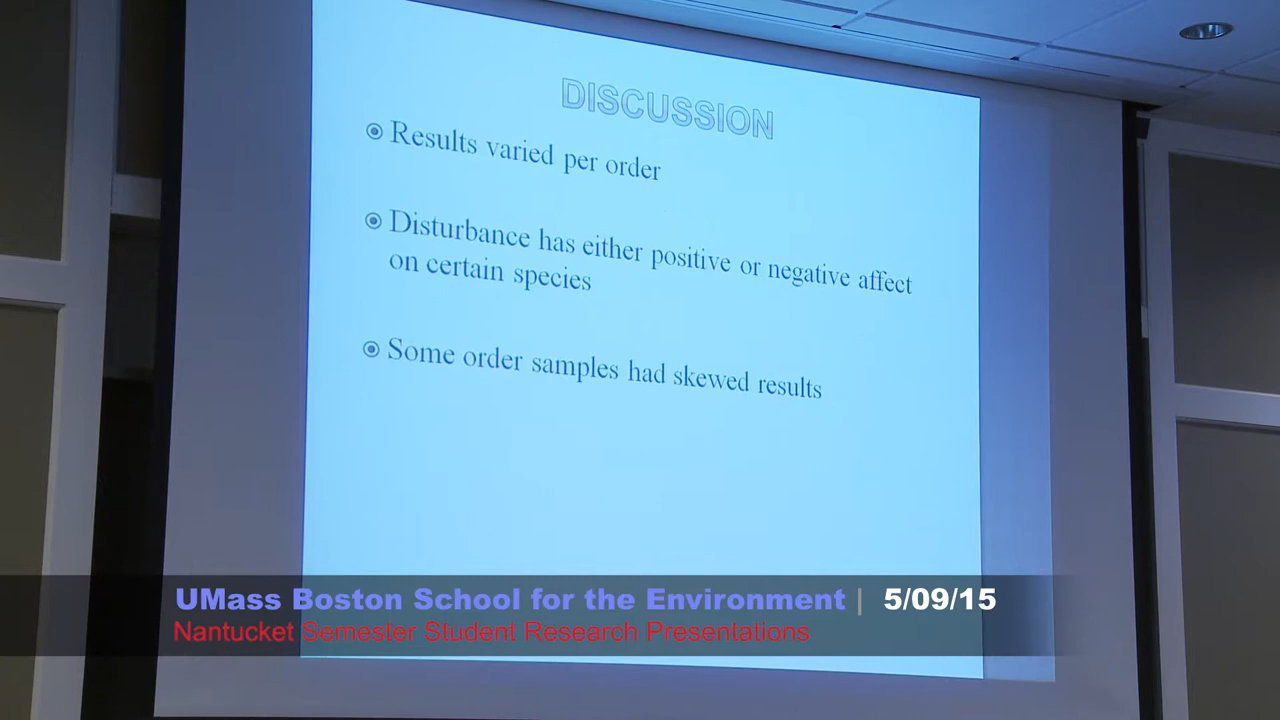 DISCUSSION
Results varied per order
Disturbance has either positive or negative affect
on certain species
Some order samples had skewed results
UMass Boston School for the Environment | 5/09/15
Nantucket Semester Student Research Presentations